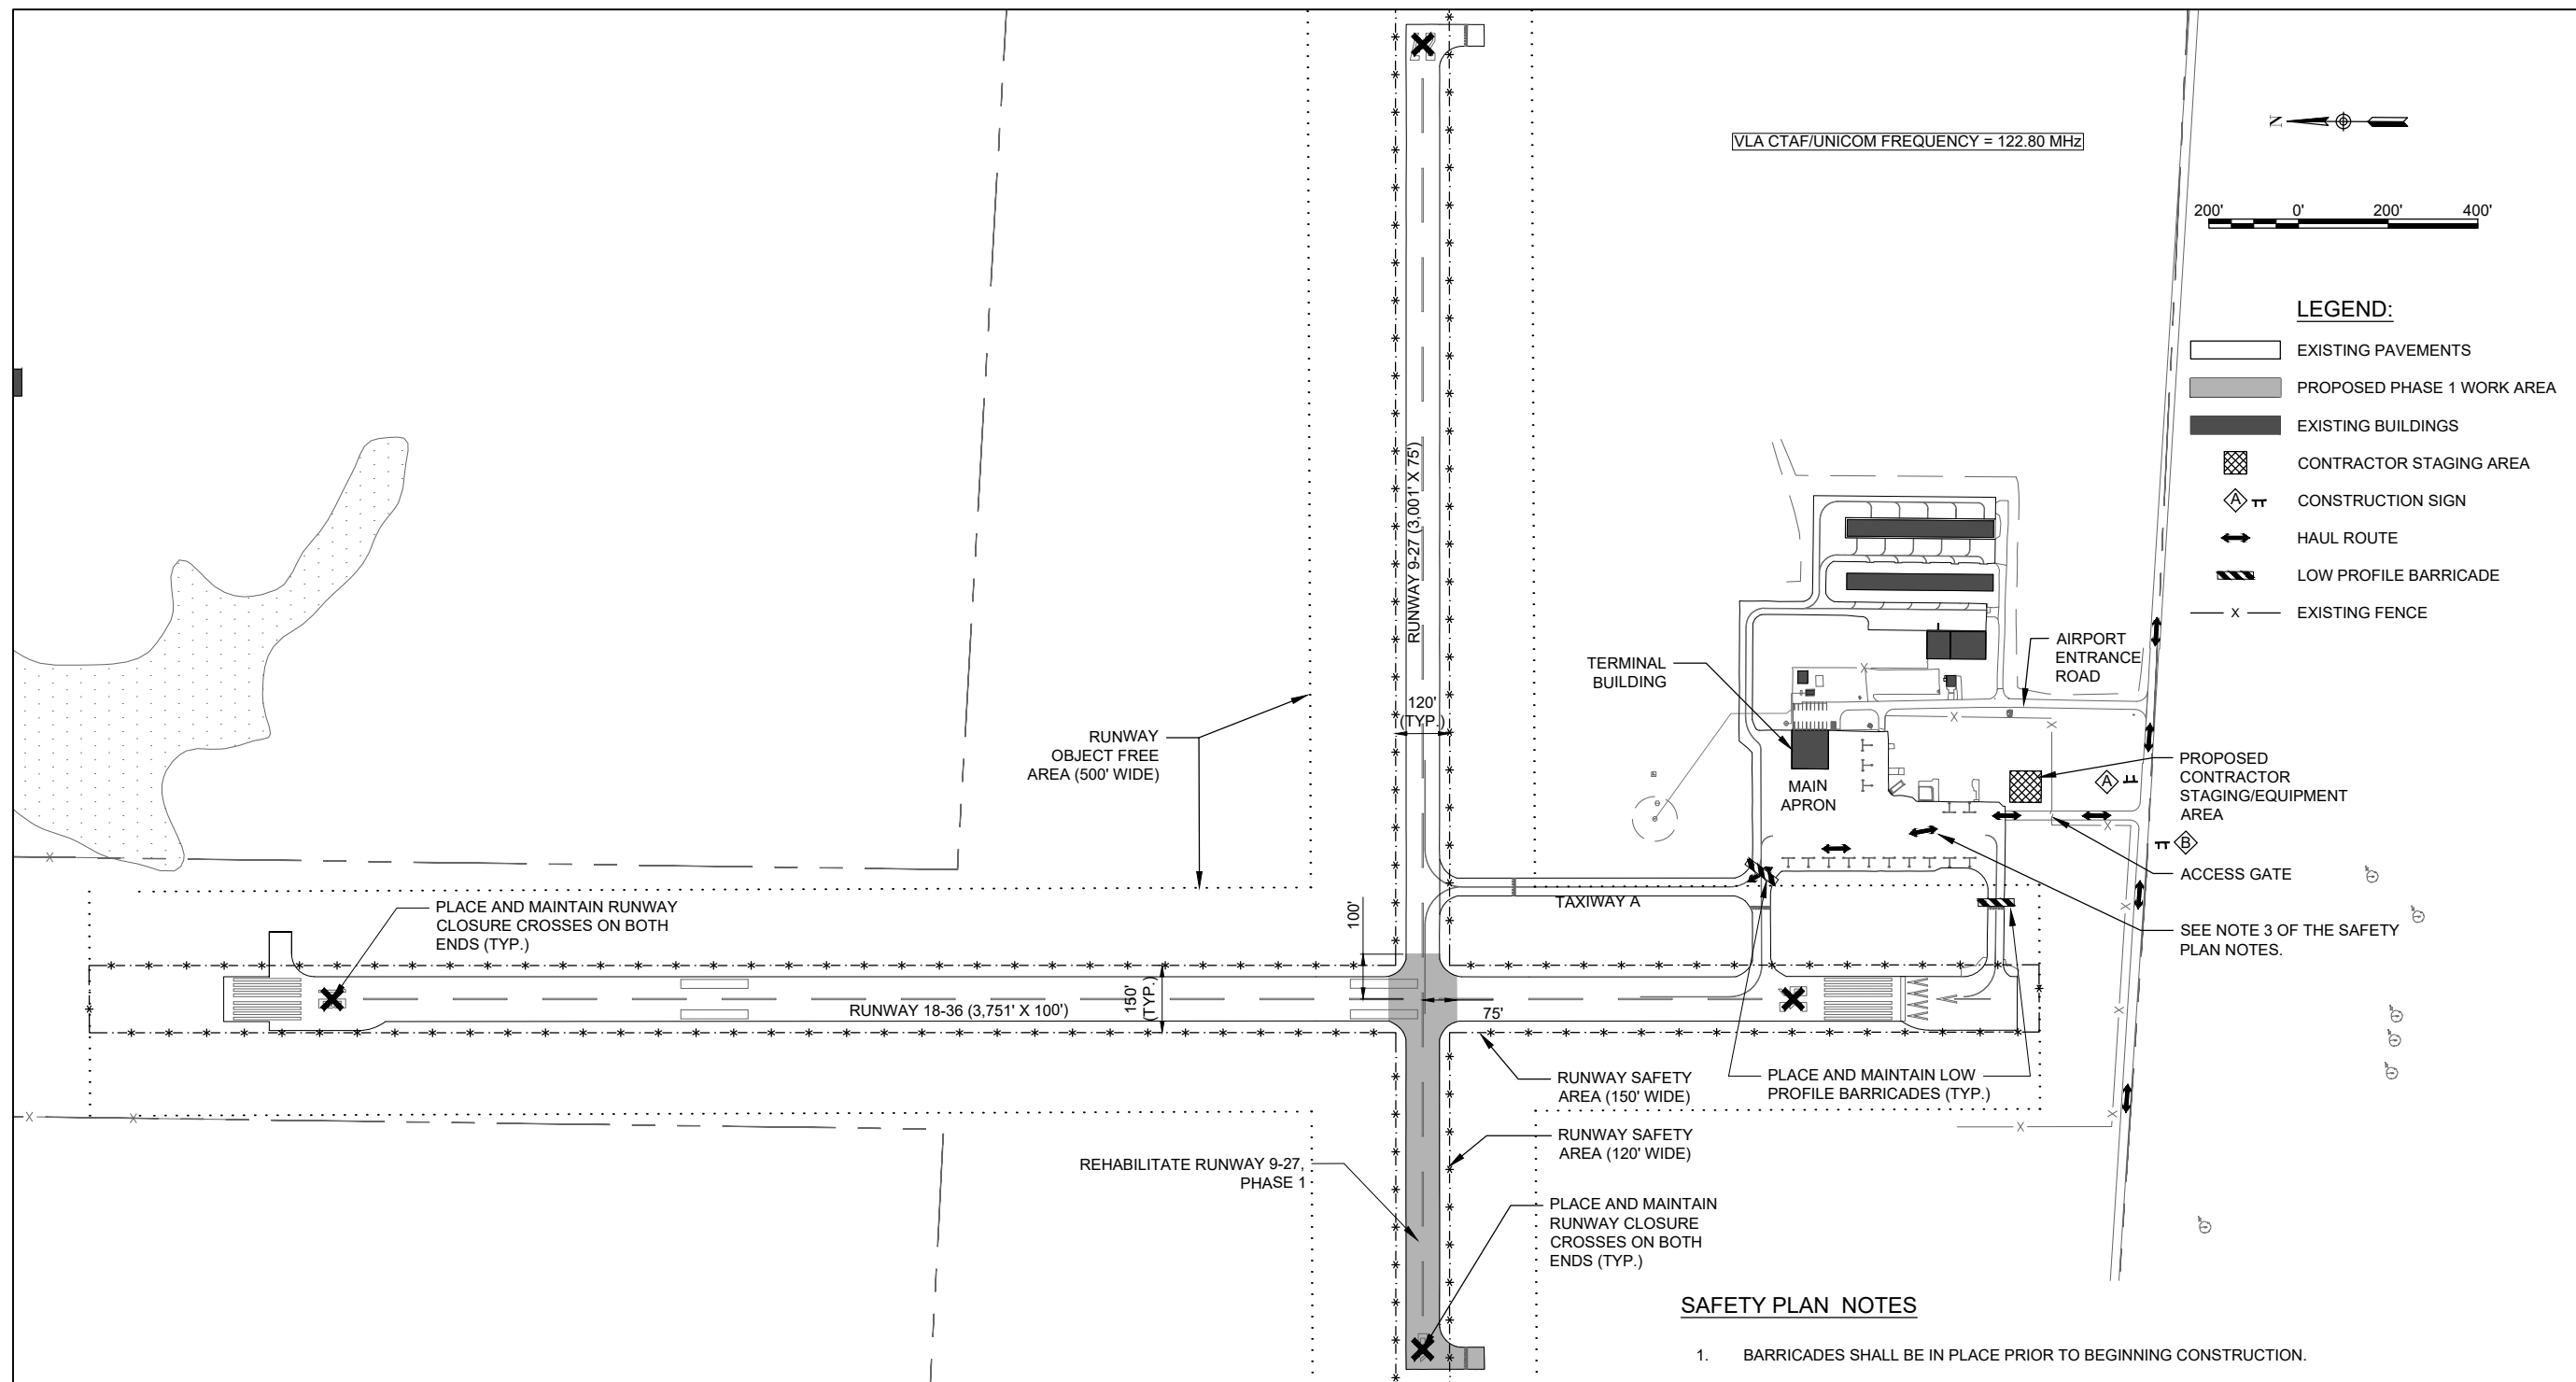 VLA CTAF/UNICOM FREQUENCY = 122.80 MHz
N
200' 0' 200' 400'
LEGEND:
EXISTING PAVEMENTS
PROPOSED PHASE 1 WORK AREA
EXISTING BUILDINGS
CONTRACTOR STAGING AREA
A CONSTRUCTION SIGN
HAUL ROUTE
LOW PROFILE BARRICADE
X EXISTING FENCE
RUNWAY 9-27 (3,001' X 75')
120'
(TYP.)
RUNWAY
OBJECT FREE
AREA (500' WIDE)
TERMINAL
BUILDING
AIRPORT
ENTRANCE
ROAD
MAIN
APRON
PROPOSED
CONTRACTOR
STAGING/EQUIPMENT
AREA
A
B
ACCESS GATE
SEE NOTE 3 OF THE SAFETY
PLAN NOTES.
PLACE AND MAINTAIN RUNWAY
CLOSURE CROSSES ON BOTH
ENDS (TYP.)
100'
TAXIWAY A
RUNWAY 18-36 (3,751' X 100')
150'
(TYP.)
75'
RUNWAY SAFETY
AREA (150' WIDE)
PLACE AND MAINTAIN LOW
PROFILE BARRICADES (TYP.)
RUNWAY SAFETY
AREA (120' WIDE)
REHABILITATE RUNWAY 9-27,
PHASE 1
PLACE AND MAINTAIN
RUNWAY CLOSURE
CROSSES ON BOTH
ENDS (TYP.)
SAFETY PLAN NOTES
1. BARRICADES SHALL BE IN PLACE PRIOR TO BEGINNING CONSTRUCTION.